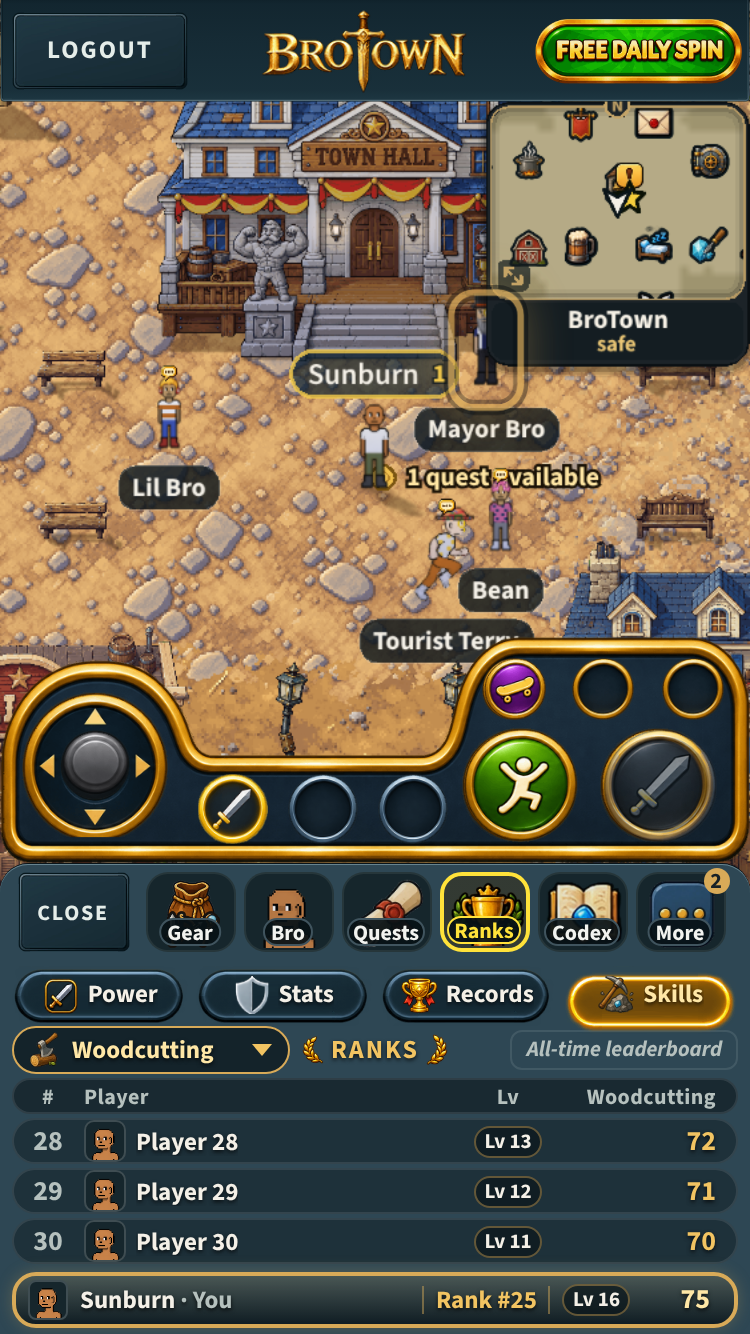 LOGOUT
BROTOWN
FREE DAILY SPIN
N
TOWN HALL
BroTown
safe
Sunburn 1
Mayor Bro
1 quest available
Lil Bro
Bean
Tourist Terry
CLOSE
Gear
Bro
Quests
Ranks
Codex
2
More
Power
Stats
Records
Skills
Woodcutting
RANKS
All-time leaderboard
# Player Lv Woodcutting
28 Player 28 Lv 13 72
29 Player 29 Lv 12 71
30 Player 30 Lv 11 70
Sunburn · You Rank #25 Lv 16 75